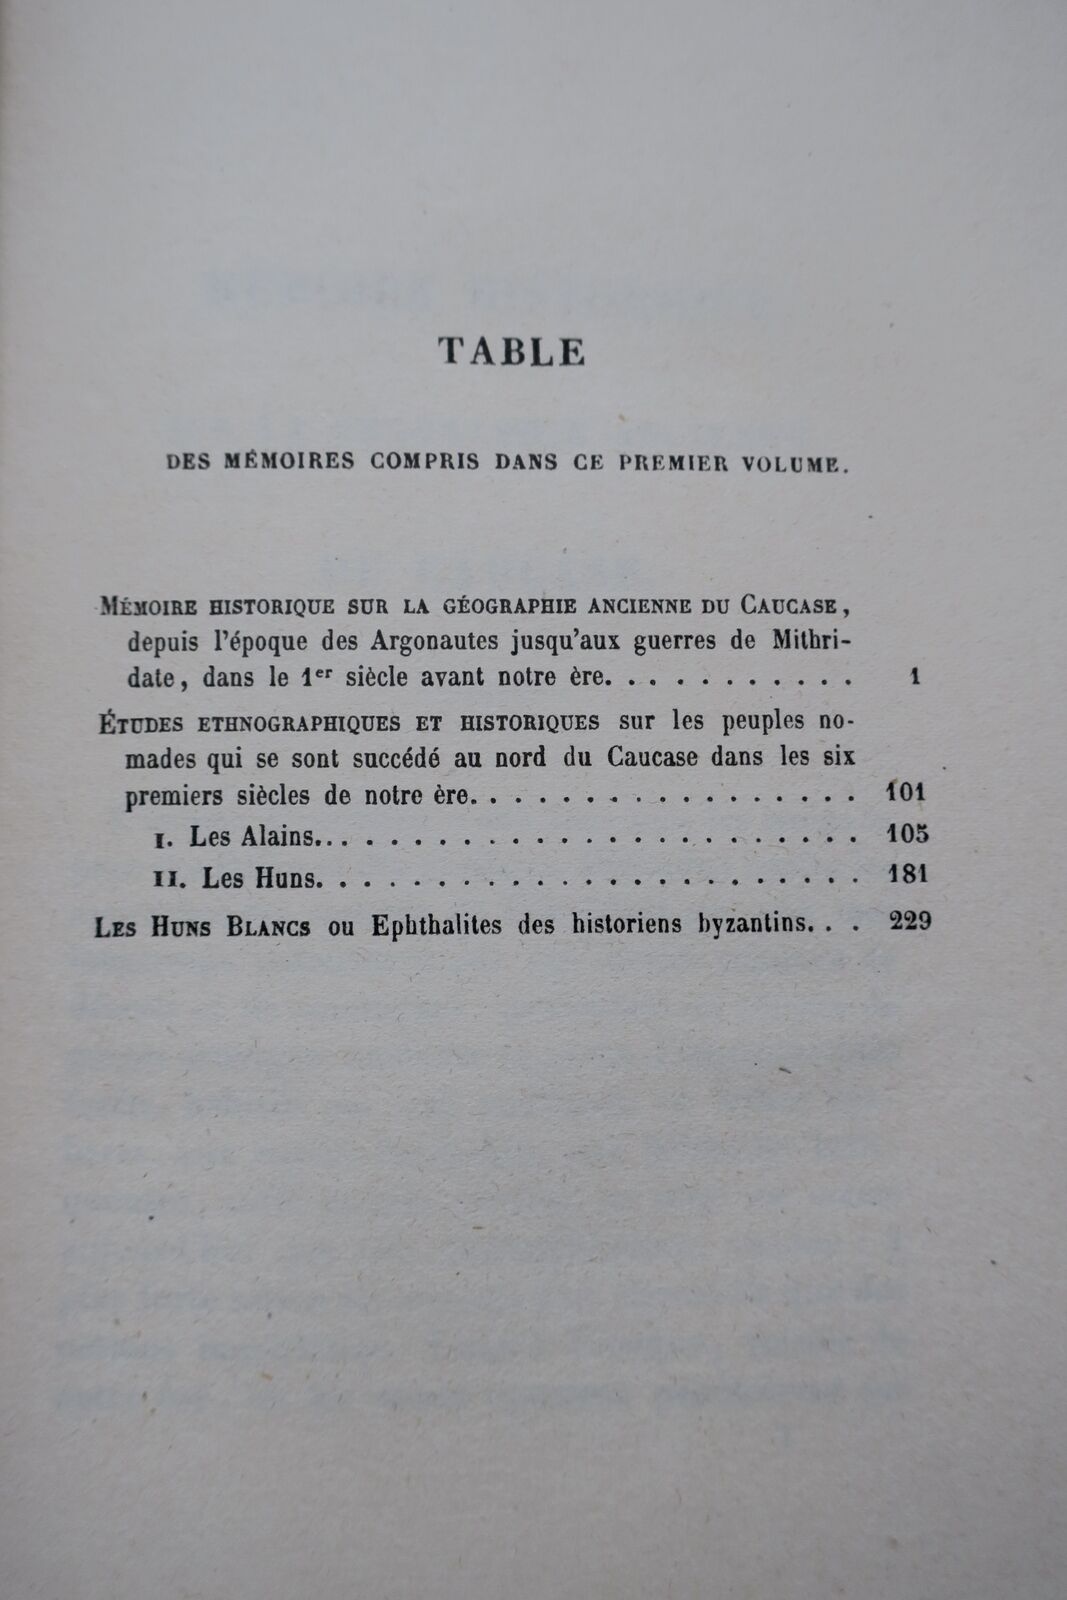 TABLE
DES MÉMOIRES COMPRIS DANS CE PREMIER VOLUME.
MÉMOIRE HISTORIQUE SUR LA GÉOGRAPHIE ANCIENNE DU CAUCASE,
depuis l'époque des Argonautes jusqu'aux guerres de Mithri-
date, dans le 1er siècle avant notre ère. . . . . . . . . . . 1
ÉTUDES ETHNOGRAPHIQUES ET HISTORIQUES sur les peuples no-
mades qui se sont succédé au nord du Caucase dans les six
premiers siècles de notre ère. . . . . . . . . . . . . . . . . 101
I. Les Alains. . . . . . . . . . . . . . . . . . . . . . . . 105
II. Les Huns. . . . . . . . . . . . . . . . . . . . . . . 181
LES HUNS BLANCS ou Ephthalites des historiens byzantins. . . 229